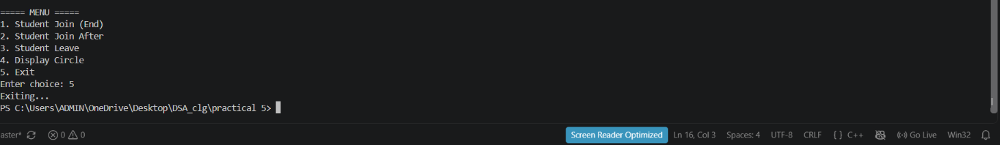 ===== MENU =====
1. Student Join (End)
2. Student Join After
3. Student Leave
4. Display Circle
5. Exit
Enter choice: 5
Exiting...
PS C:\Users\ADMIN\OneDrive\Desktop\DSA_clg\practical 5>
aster* 0 0 Screen Reader Optimized Ln 16, Col 3 Spaces: 4 UTF-8 CRLF { } C++ Go Live Win32